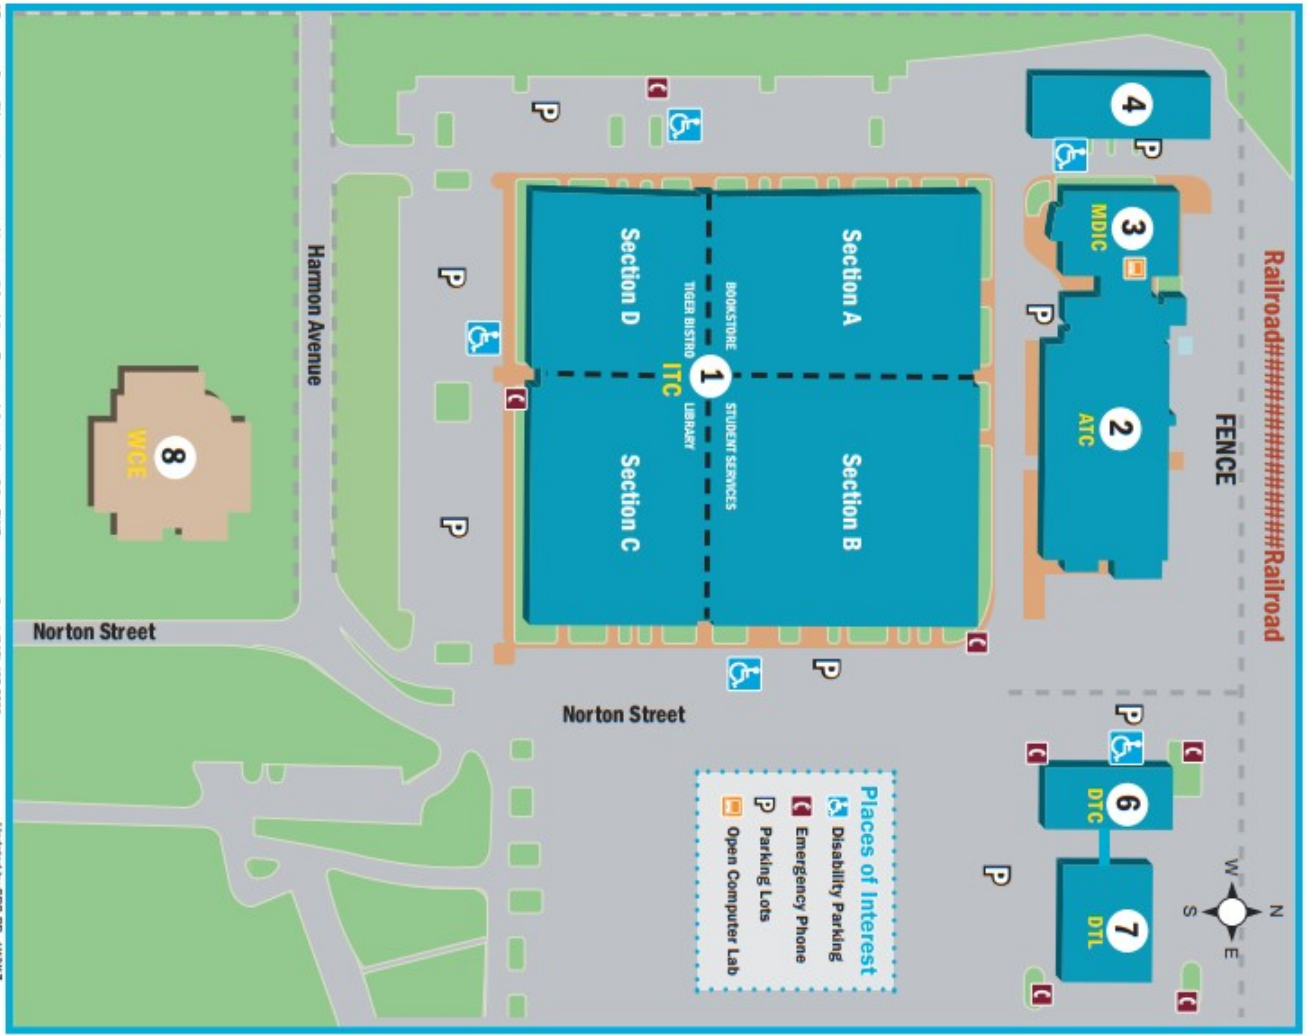 4
P
3
MDIC
P
2
ATC
FENCE
Railroad##################Railroad
P
P
P
P
Harmon Avenue
Section D
Section A
BOOKSTORE
TIGER BISTRO
1
ITC
STUDENT SERVICES
LIBRARY
Section C
Section B
8
WCE
Norton Street
Norton Street
P
P
6
DTC
7
DTL
P
W
N
S
E
Places of Interest
Disability Parking
Emergency Phone
P Parking Lots
Open Computer Lab